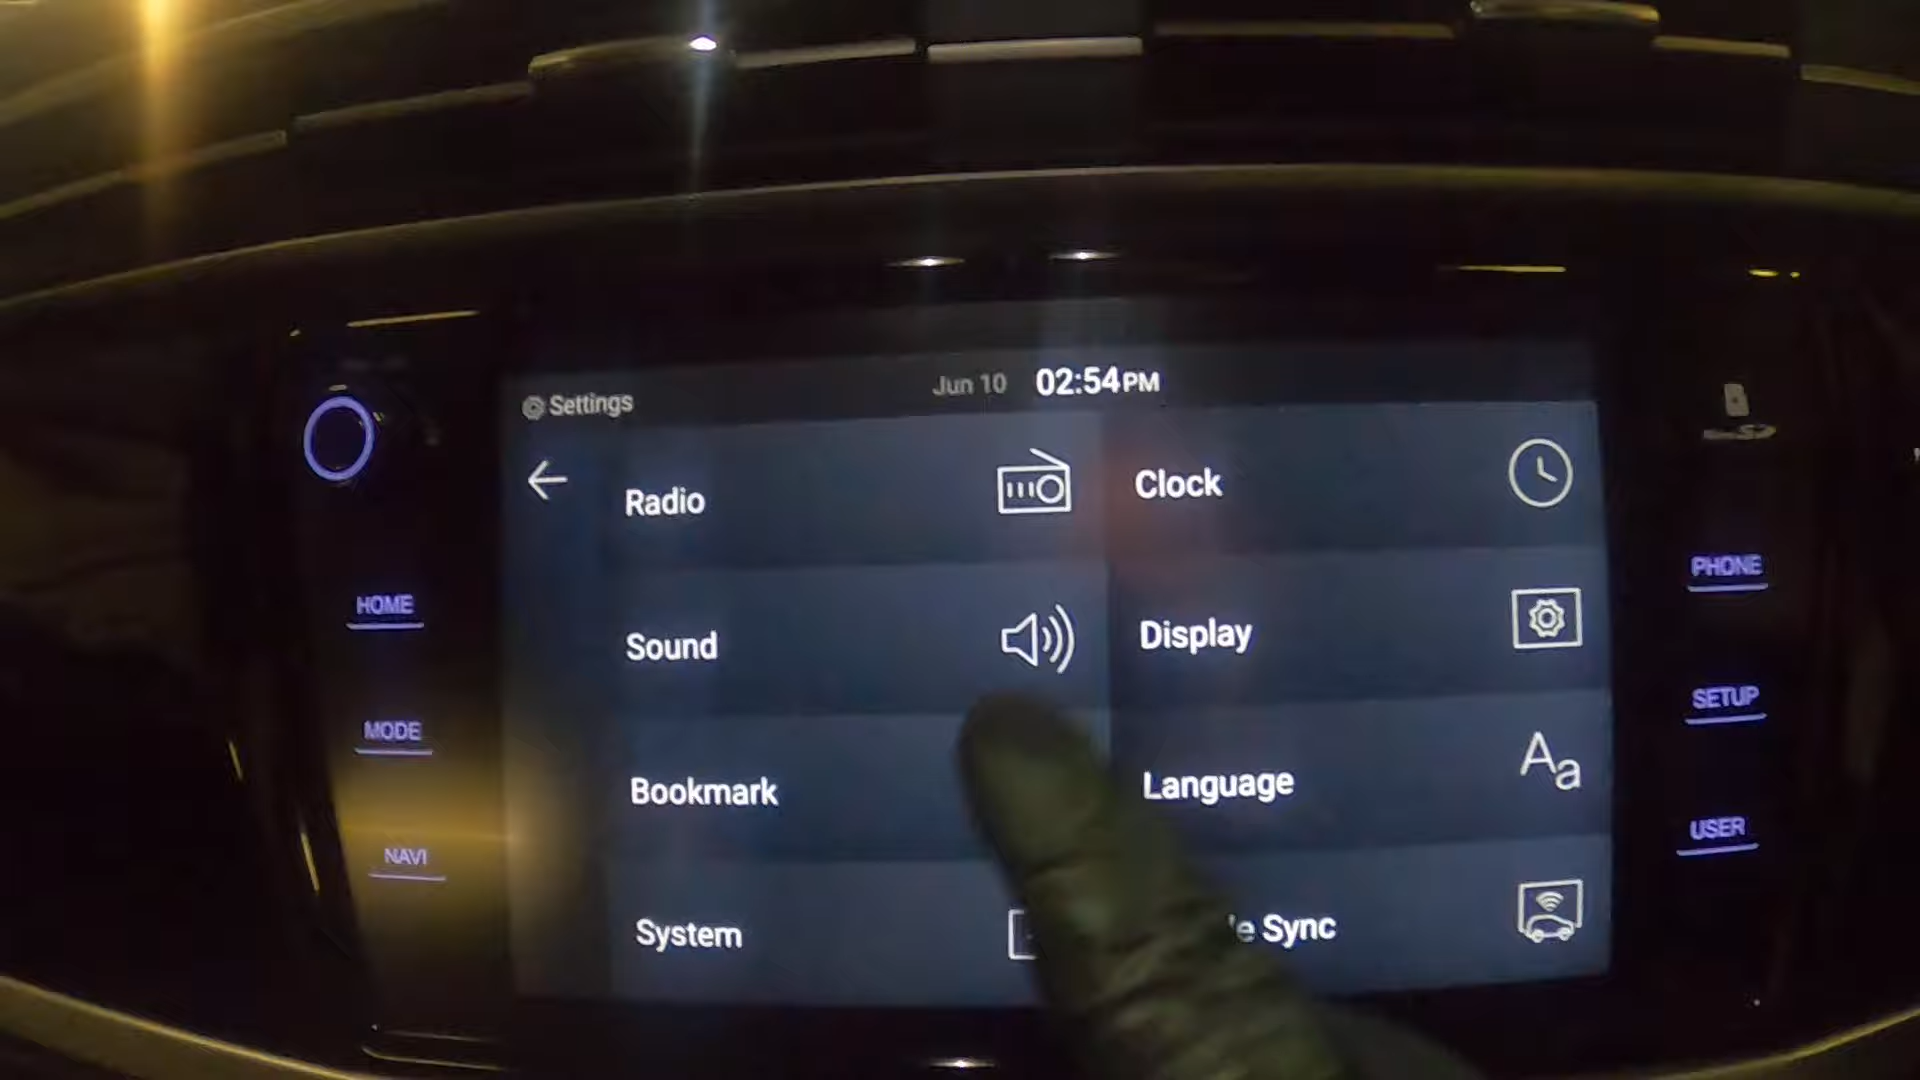 Settings
Jun 10 02:54PM
Radio
Clock
Sound
Display
Bookmark
Language
Aa
System
Sync
HOME
MODE
NAVI
PHONE
SETUP
USER